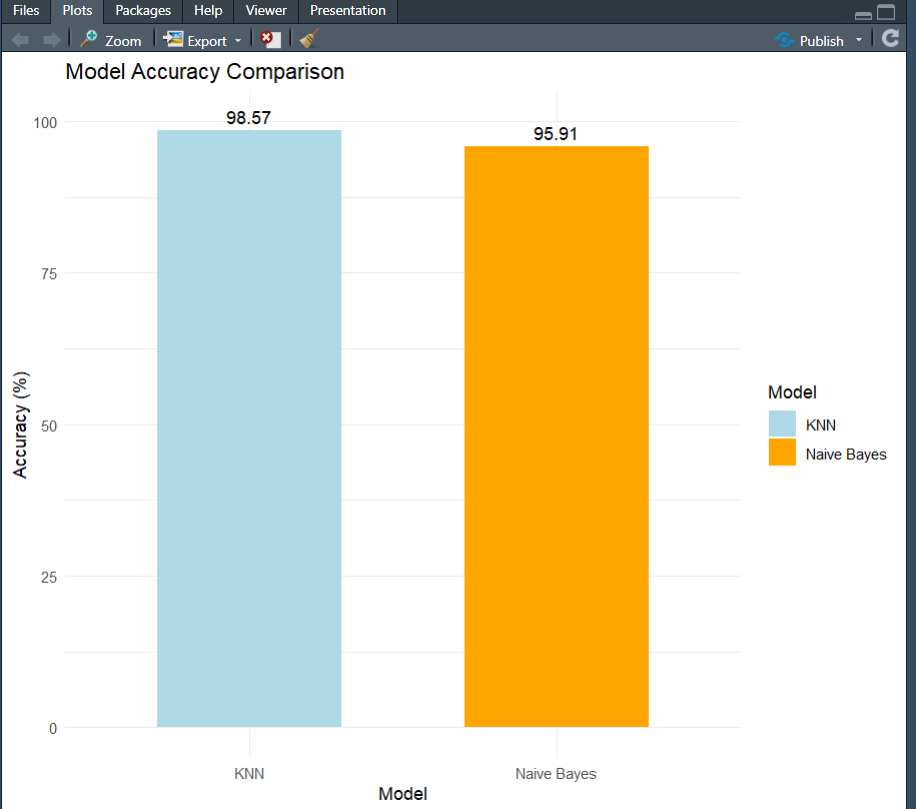 Files Plots Packages Help Viewer Presentation
Zoom Export Publish
Model Accuracy Comparison
98.57
95.91
100
75
50
25
0
Accuracy (%)
KNN Naive Bayes
Model
Model
KNN
Naive Bayes